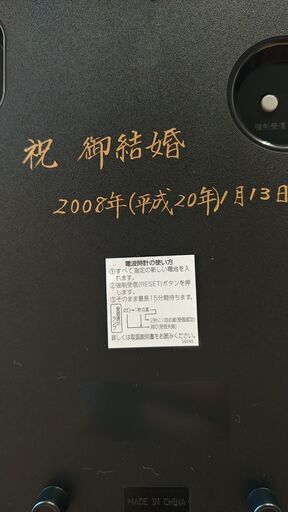 強制受信
祝 御結婚
2008年(平成20年)1月13日
電波時計の使い方
①すべて指定の新しい電池を入
れます。
②強制受信(RESET)ボタンを押
します。
③そのまま最長15分間待ちます。
詳しくは取扱説明書をお読みください。
MADE IN CHINA